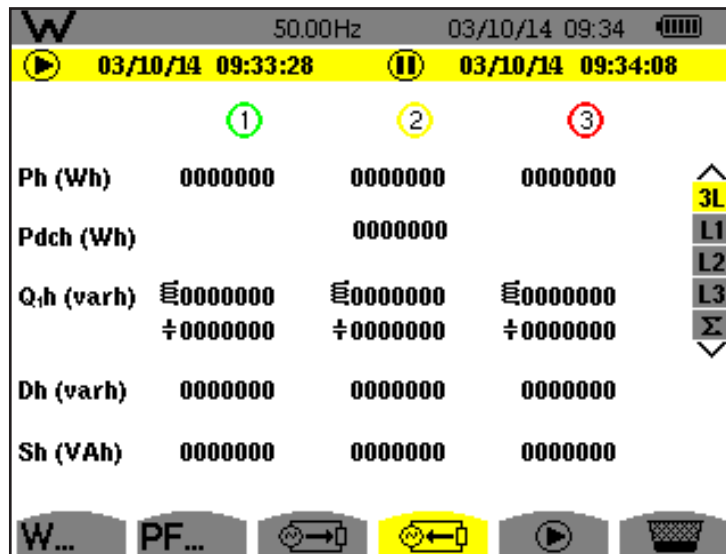 W 50.00Hz 03/10/14 09:34
03/10/14 09:33:28 03/10/14 09:34:08
1 2 3
Ph (Wh) 0000000 0000000 0000000
3L
Pdch (Wh) 0000000
L1
L2
Q₁h (varh) 0000000 0000000 0000000
L3
0000000 0000000 0000000
Σ
Dh (varh) 0000000 0000000 0000000
Sh (VAh) 0000000 0000000 0000000
W... PF...